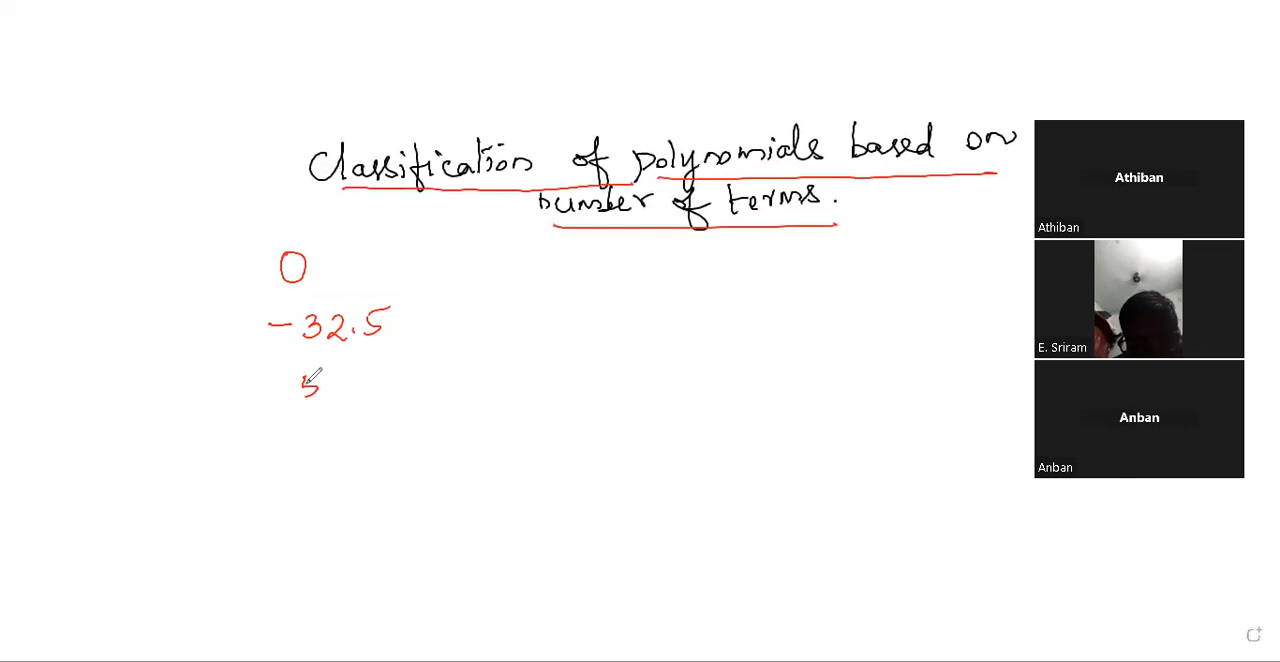 Classification of polynomials based on
number of terms.
0
-32.5
5
Athiban
Athiban
E. Sriram
Anban
Anban